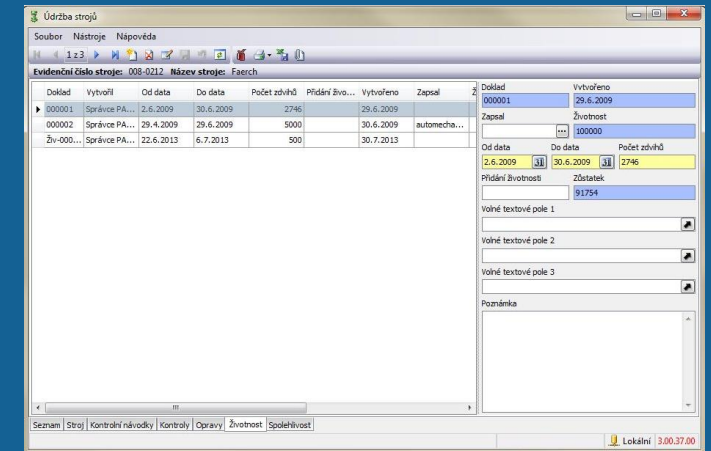 Údržba strojů
Soubor Nástroje Nápověda
1 z 3
Evidenční číslo stroje: 008-0212 Název stroje: Faerch
Doklad Vytvořil Od data Do data Počet zdvihů Přidání živo... Vytvořeno Zapsal Ž
000001 Správce PA... 2.6.2009 30.6.2009 2746 29.6.2009
000002 Správce PA... 29.4.2009 29.6.2009 5000 30.6.2009 automecha...
Živ-000... Správce PA... 22.6.2013 6.7.2013 500 30.7.2013
Doklad Vytvořeno
000001 29.6.2009
Zapsal Životnost
... 100000
Od data Do data Počet zdvihů
2.6.2009 31 30.6.2009 31 2746
Přidání životnosti Zůstatek
91754
Volné textové pole 1
Volné textové pole 2
Volné textové pole 3
Poznámka
Seznam Stroj Kontrolní návodky Kontroly Opravy Životnost Spolehlivost
Lokální 3.00.37.00